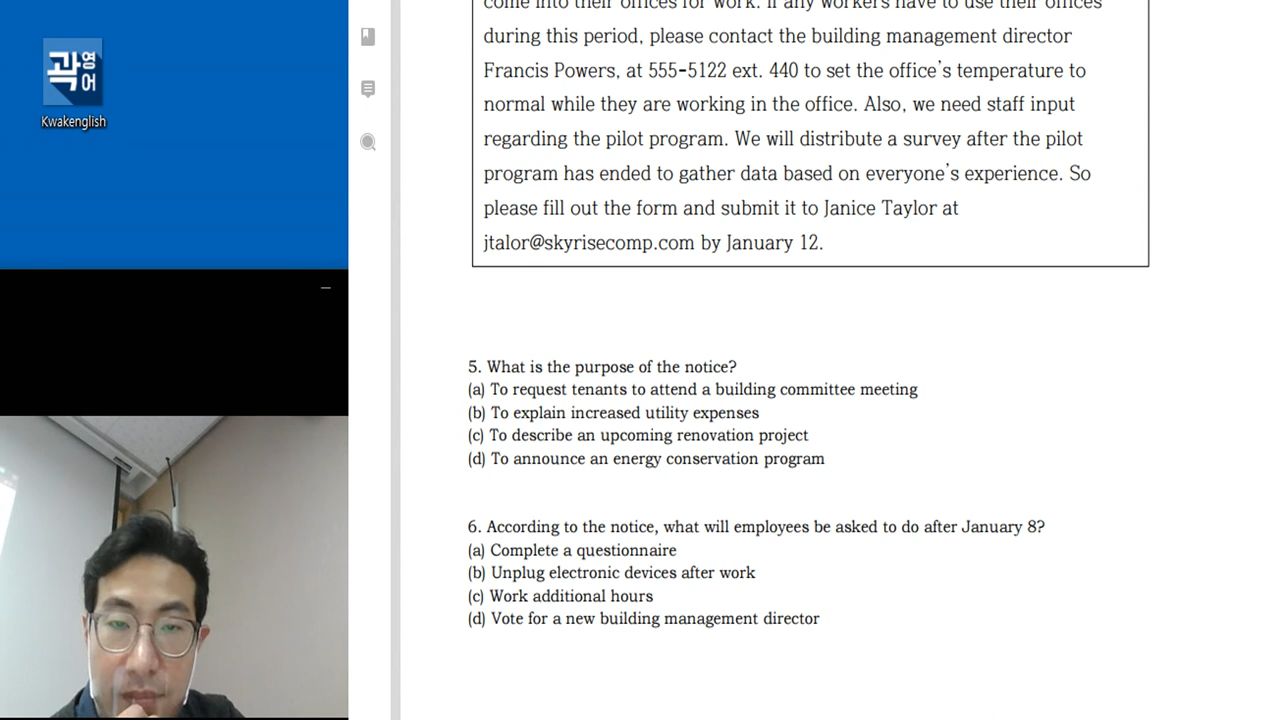 곽영어
Kwakenglish
come into their offices for work. If any workers have to use their offices
during this period, please contact the building management director
Francis Powers, at 555-5122 ext. 440 to set the office's temperature to
normal while they are working in the office. Also, we need staff input
regarding the pilot program. We will distribute a survey after the pilot
program has ended to gather data based on everyone's experience. So
please fill out the form and submit it to Janice Taylor at
jtalor@skyrisecomp.com by January 12.
5. What is the purpose of the notice?
(a) To request tenants to attend a building committee meeting
(b) To explain increased utility expenses
(c) To describe an upcoming renovation project
(d) To announce an energy conservation program
6. According to the notice, what will employees be asked to do after January 8?
(a) Complete a questionnaire
(b) Unplug electronic devices after work
(c) Work additional hours
(d) Vote for a new building management director